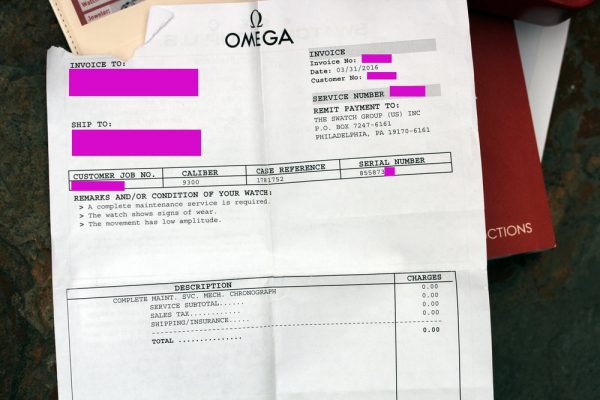 Jeweler:
Ω
OMEGA
INVOICE TO:
INVOICE
Invoice No:
Date: 03/31/2016
Customer No:
SERVICE NUMBER
REMIT PAYMENT TO:
THE SWATCH GROUP (US) INC
P.O. BOX 7247-6161
PHILADELPHIA, PA 19170-6161
SHIP TO:
CUSTOMER JOB NO. CALIBER CASE REFERENCE SERIAL NUMBER
9300 1781752 855873
REMARKS AND/OR CONDITION OF YOUR WATCH:
> A complete maintenance service is required.
> The watch shows signs of wear.
> The movement has low amplitude.
CTIONS
DESCRIPTION CHARGES
COMPLETE MAINT. SVC. MECH. CHRONOGRAPH 0.00
SERVICE SUBTOTAL...... 0.00
SALES TAX............ 0.00
SHIPPING/INSURANCE..... 0.00
TOTAL ............... 0.00